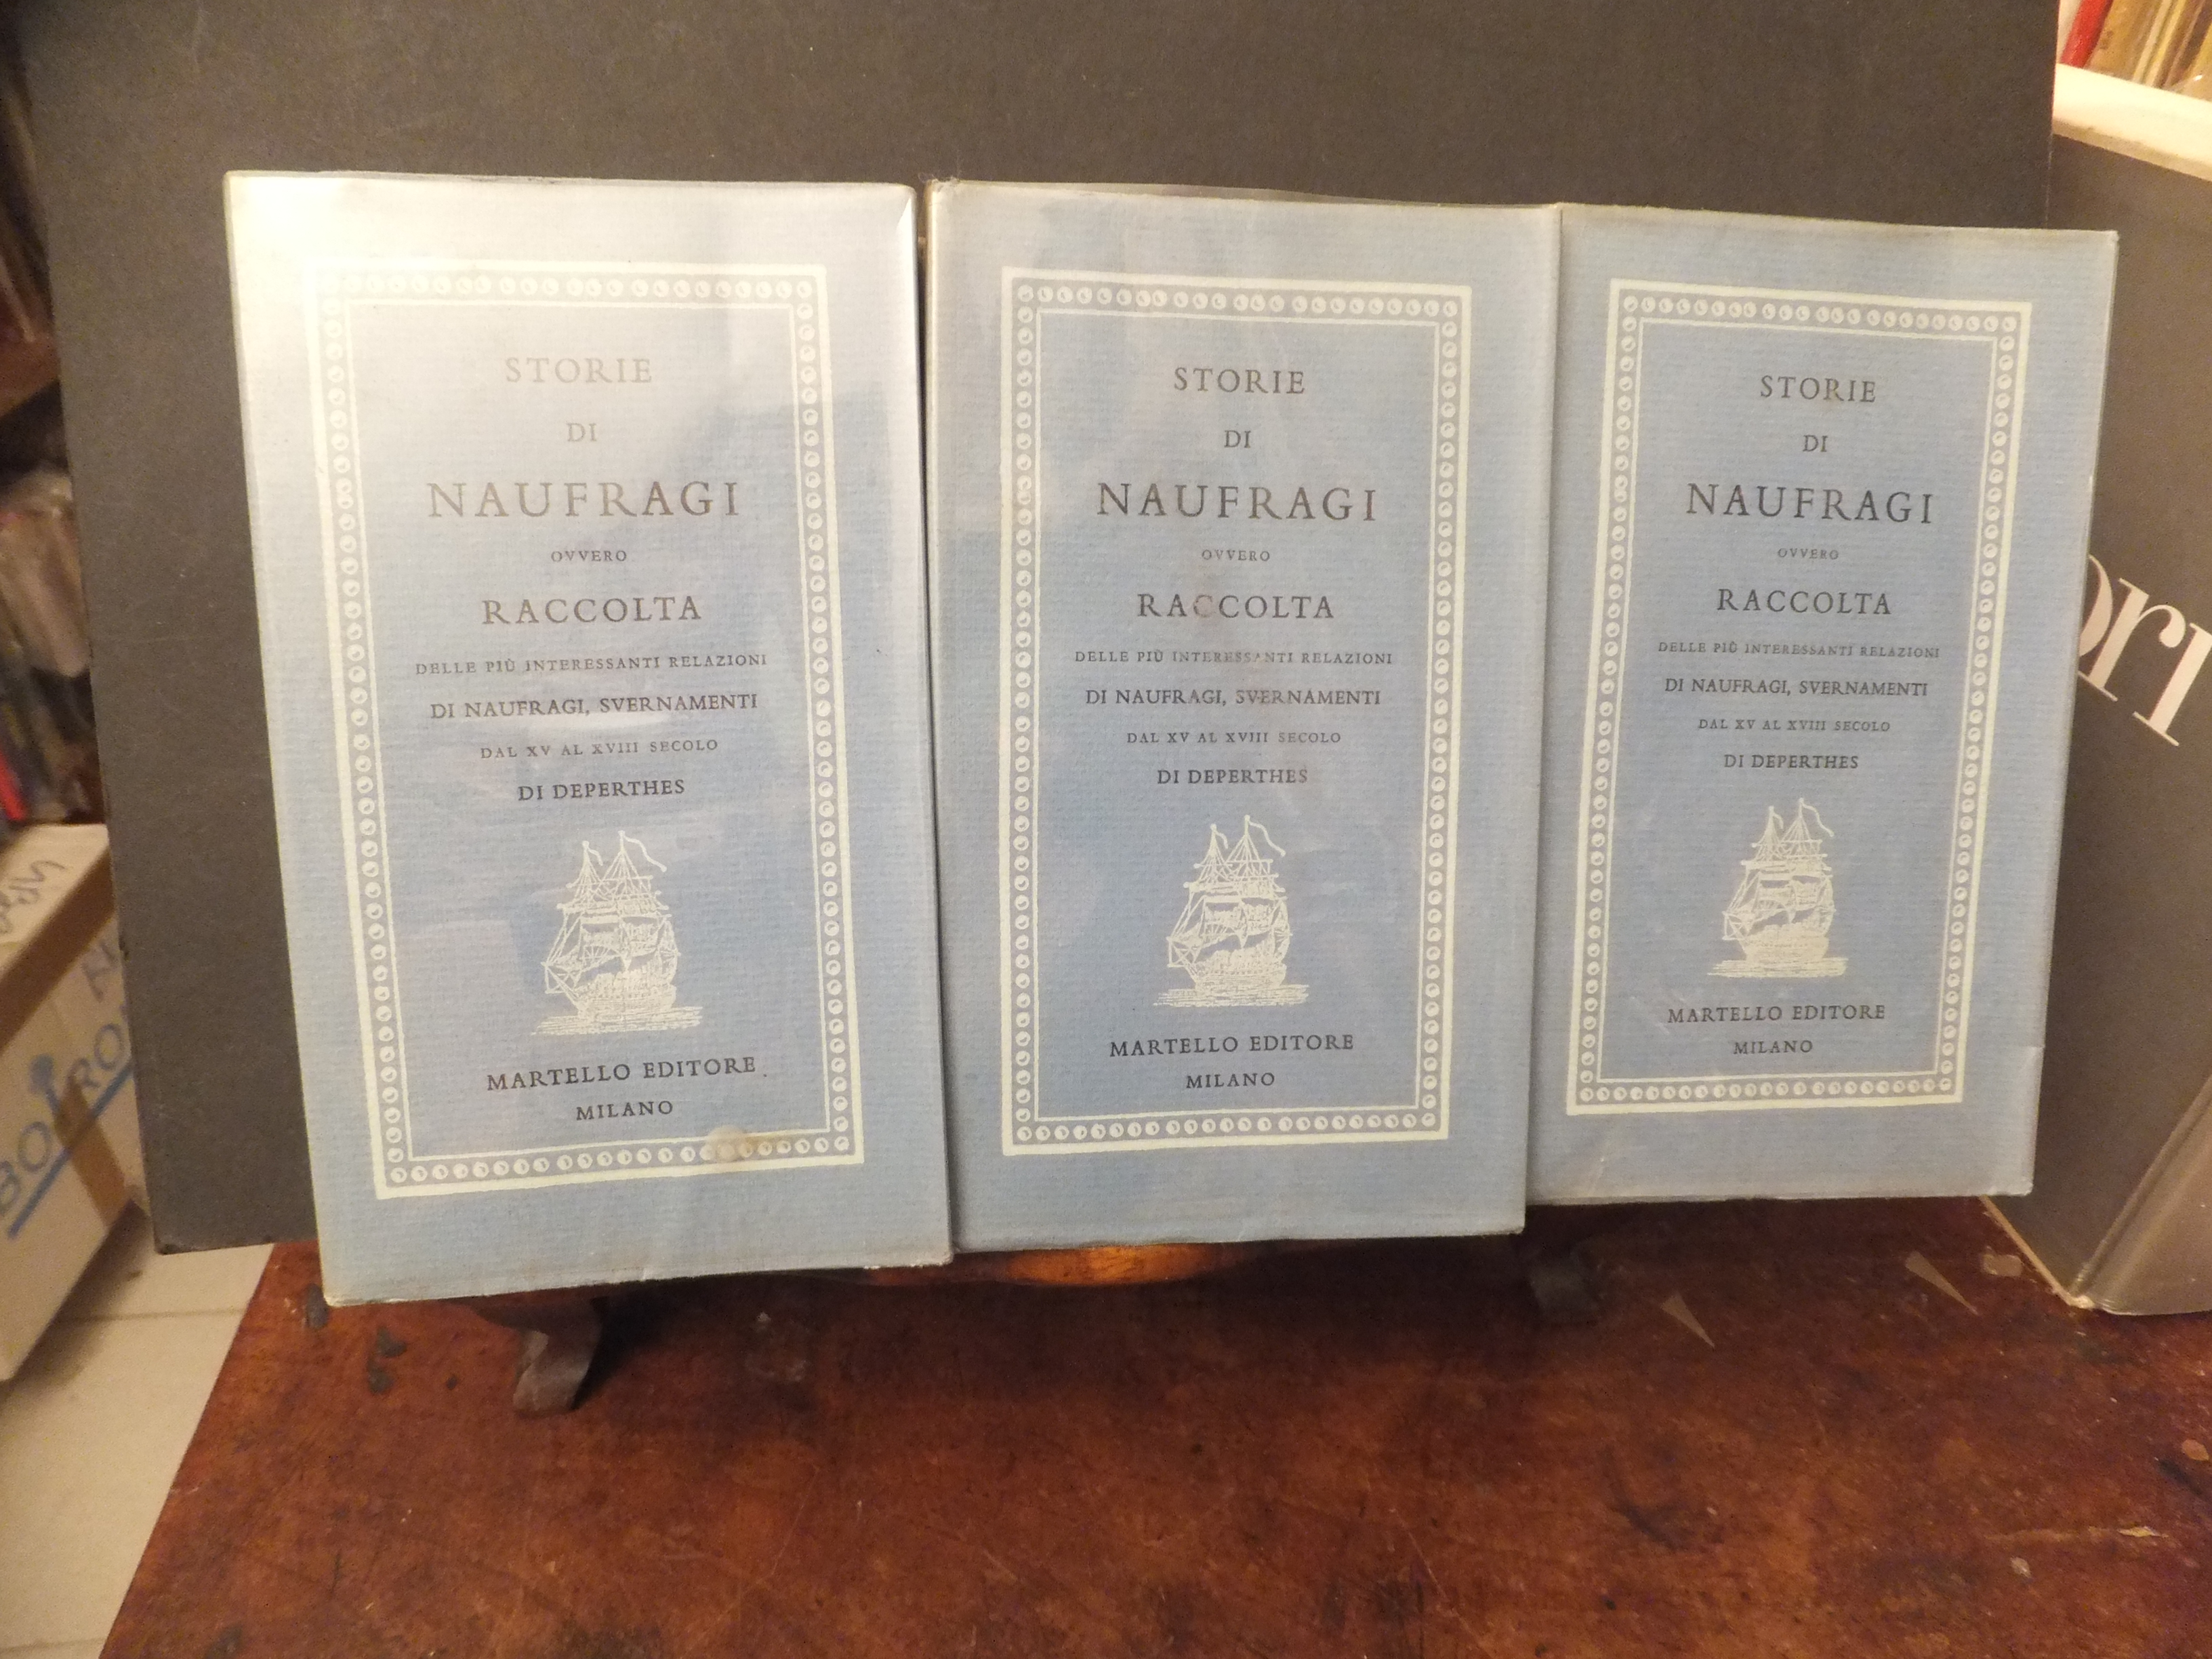 STORIE
DI
NAUFRAGI
OVVERO
RACCOLTA
DELLE PIÙ INTERESSANTI RELAZIONI
DI NAUFRAGI, SVERNAMENTI
DAL XV AL XVIII SECOLO
DI DEPERTHES
MARTELLO EDITORE
MILANO
STORIE
DI
NAUFRAGI
OVVERO
RACCOLTA
DELLE PIÙ INTERESSANTI RELAZIONI
DI NAUFRAGI, SVERNAMENTI
DAL XV AL XVIII SECOLO
DI DEPERTHES
MARTELLO EDITORE
MILANO
STORIE
DI
NAUFRAGI
OVVERO
RACCOLTA
DELLE PIÙ INTERESSANTI RELAZIONI
DI NAUFRAGI, SVERNAMENTI
DAL XV AL XVIII SECOLO
DI DEPERTHES
MARTELLO EDITORE
MILANO
ori